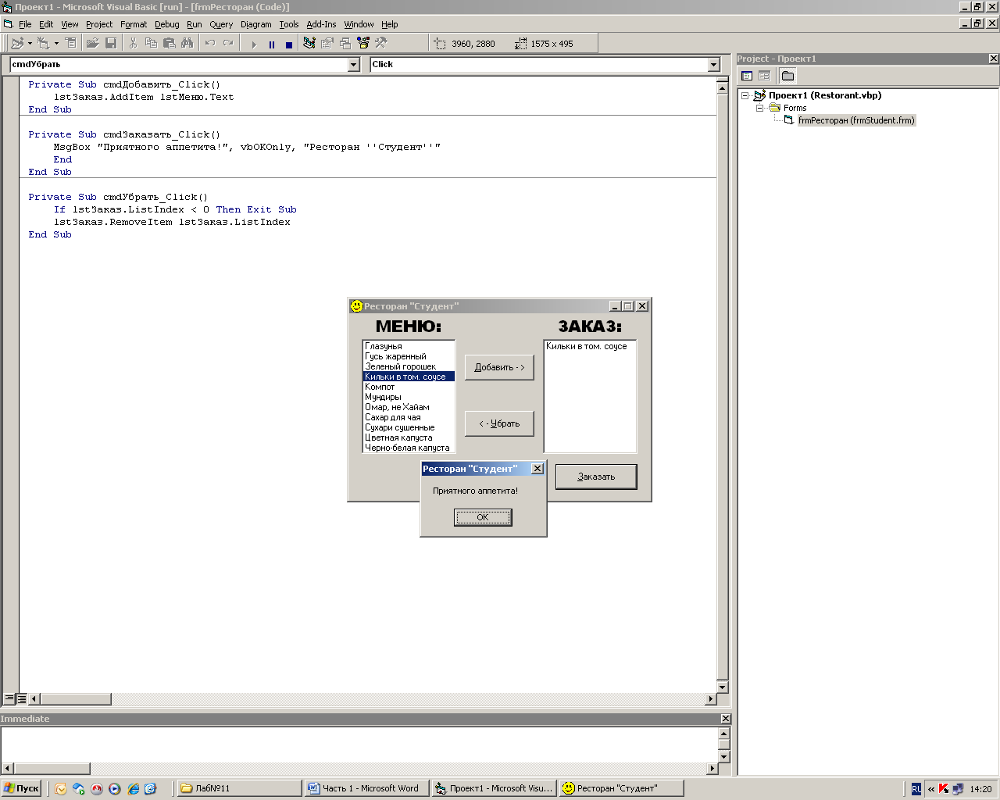 Проект1 - Microsoft Visual Basic [run] - [frmРесторан (Code)]
File Edit View Project Format Debug Run Query Diagram Tools Add-Ins Window Help
3960, 2880 1575 x 495
cmdУбрать Click
Private Sub cmdДобавить_Click()
lstЗаказ.AddItem lstМеню.Text
End Sub
Private Sub cmdЗаказать_Click()
MsgBox "Приятного аппетита!", vbOKOnly, "Ресторан ''Студент''"
End
End Sub
Private Sub cmdУбрать_Click()
If lstЗаказ.ListIndex < 0 Then Exit Sub
lstЗаказ.RemoveItem lstЗаказ.ListIndex
End Sub
Project - Проект1
Проект1 (Restorant.vbp)
Forms
frmРесторан (frmStudent.frm)
Ресторан "Студент"
МЕНЮ:
Глазунья
Гусь жаренный
Зеленый горошек
Кильки в том. соусе
Компот
Мундиры
Омар, не Хайам
Сахар для чая
Сухари сушенные
Цветная капуста
Черно-белая капуста
Добавить - >
< - Убрать
ЗАКАЗ:
Кильки в том. соусе
Заказать
Ресторан "Студент"
Приятного аппетита!
OK
Immediate
Пуск Лаб№11 Часть 1 - Microsoft Word Проект1 - Microsoft Visu... Ресторан "Студент" RU « 14:20